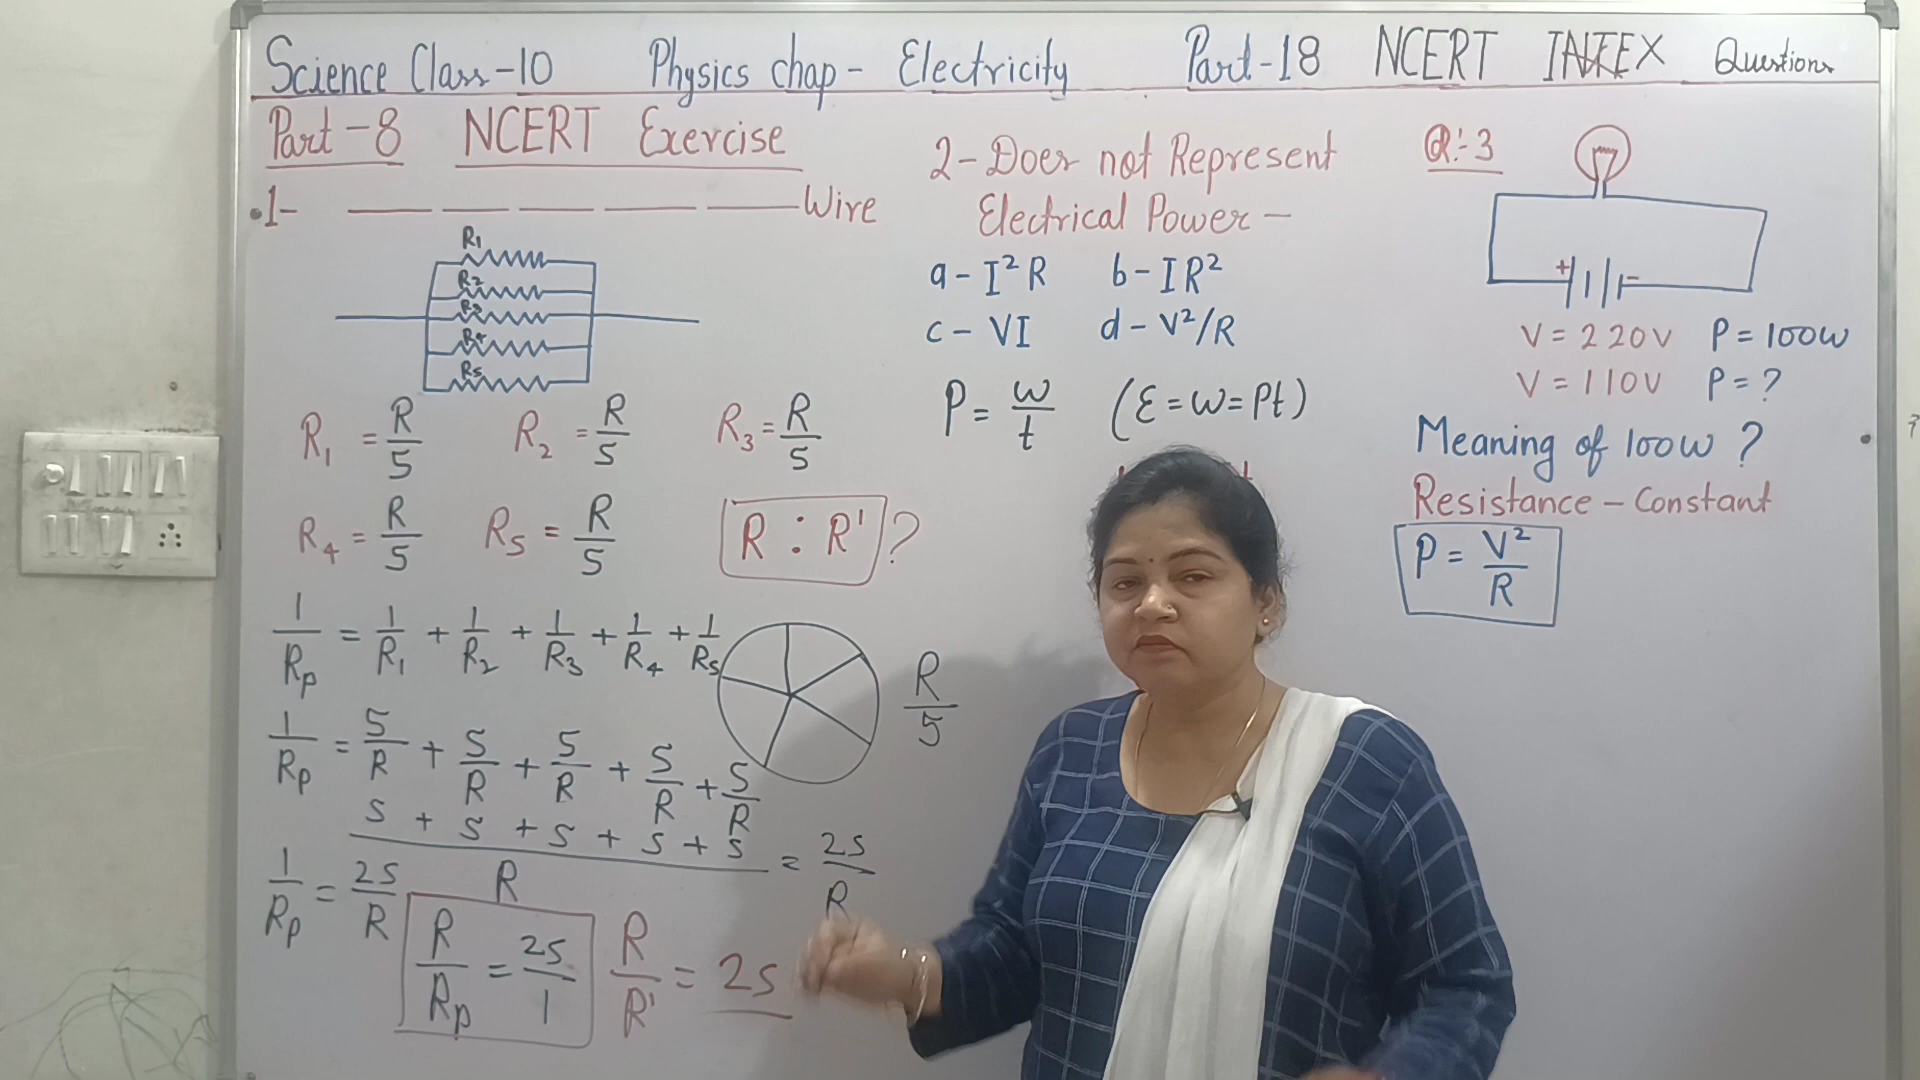 Science Class-10 Physics chap- Electricity Part-18 NCERT INTEX Questions
Part-8 NCERT Exercise
1- Wire
R1
R2
R3
R4
R5
R1 = R/5 R2 = R/5 R3 = R/5
R4 = R/5 R5 = R/5 R : R' ?
1/Rp = 1/R1 + 1/R2 + 1/R3 + 1/R4 + 1/R5
R/5
1/Rp = 5/R + 5/R + 5/R + 5/R + 5/R
5 + 5 + 5 + 5 + 5 / R = 25/R
1/Rp = 25/R
R/Rp = 25/1 R/R' = 25
2- Does not Represent
Electrical Power -
a - I²R b - IR²
c - VI d - V²/R
P = w/t (E = w = Pt)
Q:-3
+ -
V = 220V P = 100w
V = 110V P = ?
Meaning of 100w ?
Resistance - Constant
P = V²/R